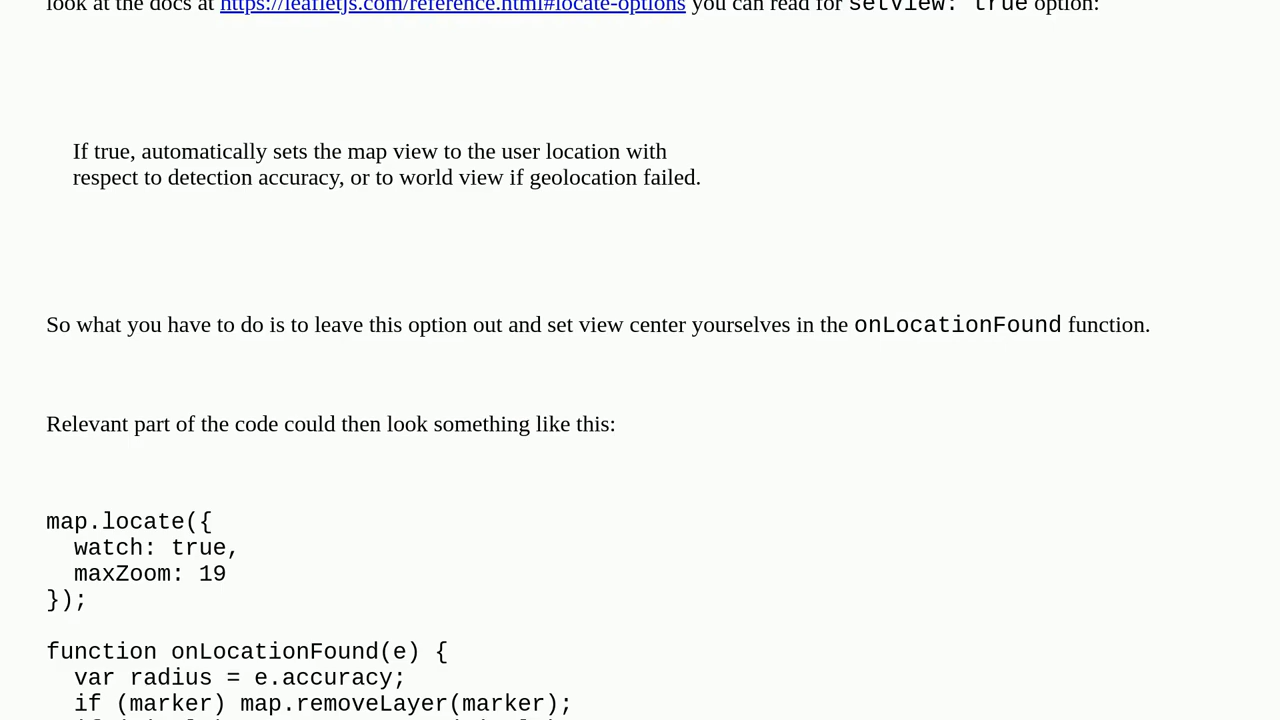 look at the docs at https://leafletjs.com/reference.html#locate-options you can read for setView: true option:
If true, automatically sets the map view to the user location with
respect to detection accuracy, or to world view if geolocation failed.
So what you have to do is to leave this option out and set view center yourselves in the onLocationFound function.
Relevant part of the code could then look something like this:
map.locate({
  watch: true,
  maxZoom: 19
});
function onLocationFound(e) {
  var radius = e.accuracy;
  if (marker) map.removeLayer(marker);